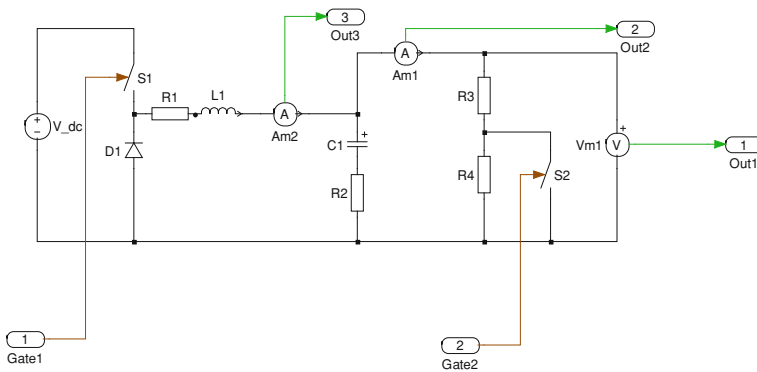 3
Out3
2
Out2
A
Am1
S1
R1
L1
A
Am2
R3
+
−
V_dc
D1
C1
+
R2
R4
S2
+
Vm1
V
1
Out1
1
Gate1
2
Gate2